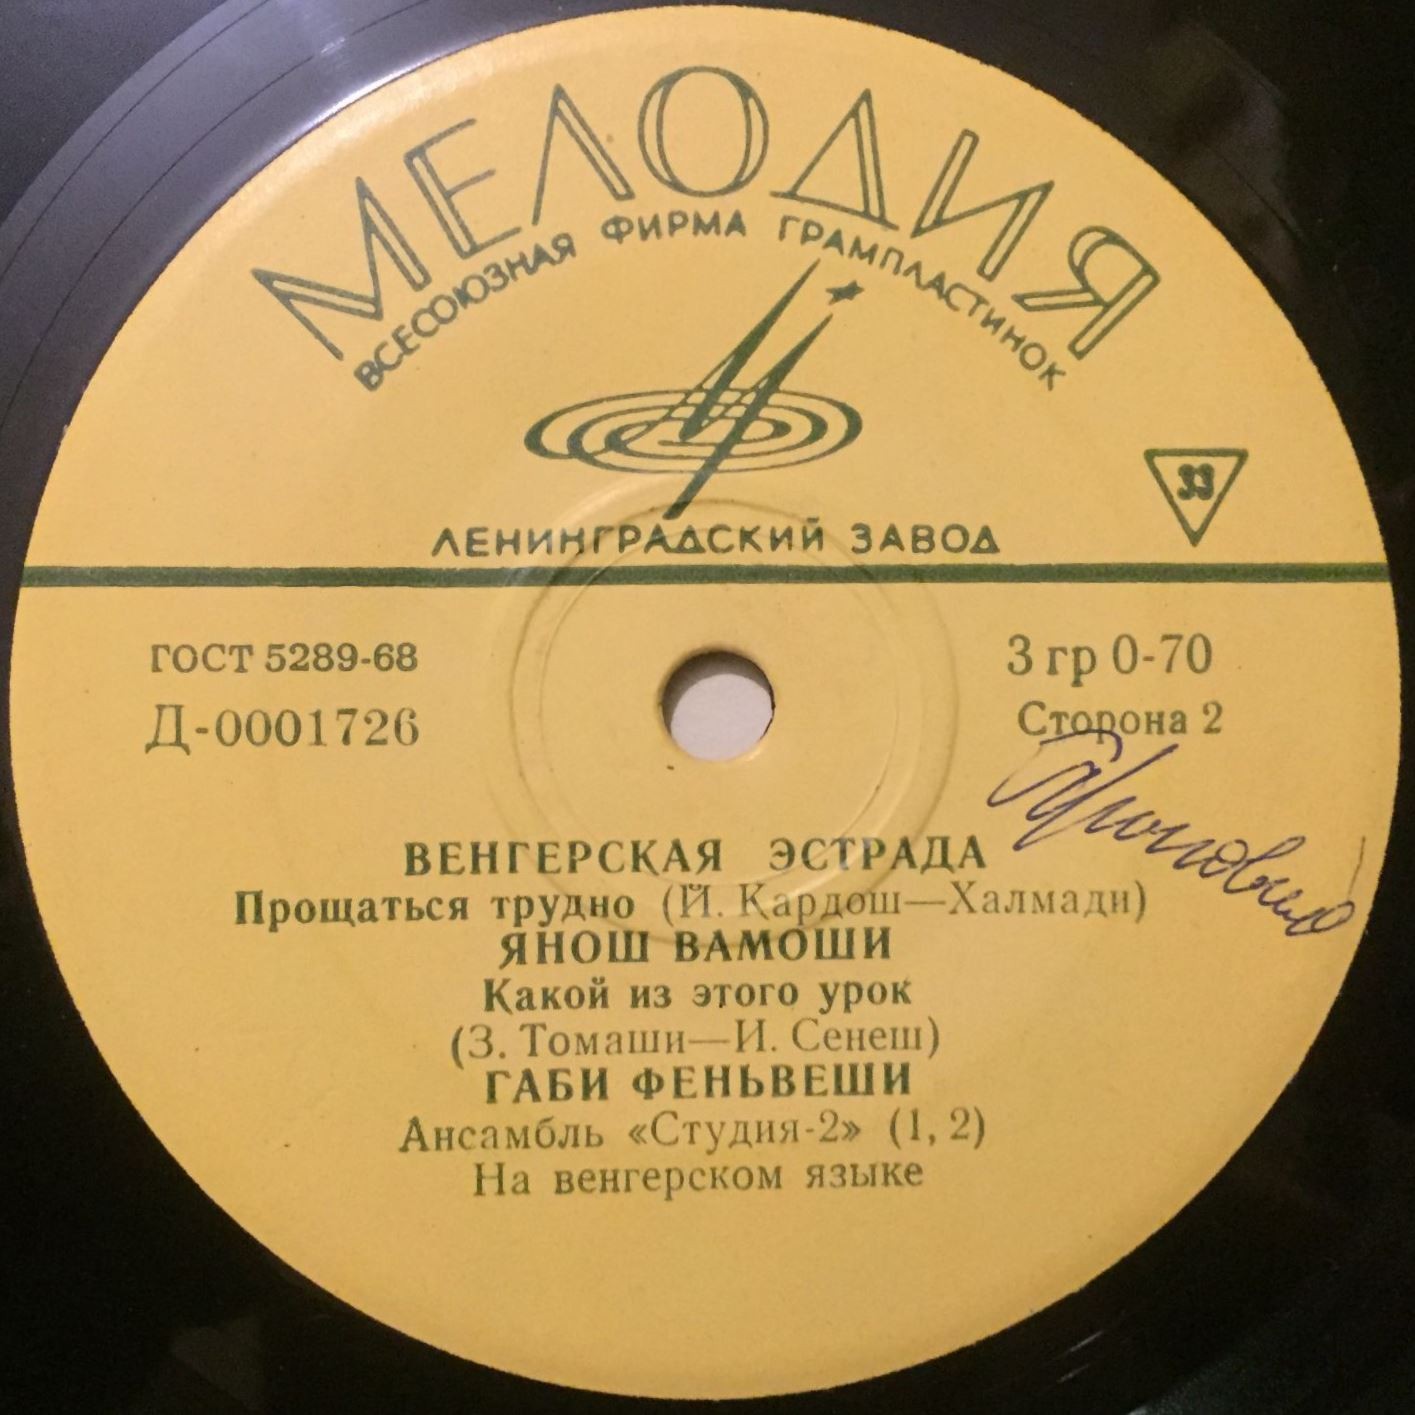 МЕЛОДИЯ
ВСЕСОЮЗНАЯ ФИРМА ГРАМПЛАСТИНОК
33
ЛЕНИНГРАДСКИЙ ЗАВОД
ГОСТ 5289-68
3 гр 0-70
Д-0001726
Сторона 2
ВЕНГЕРСКАЯ ЭСТРАДА
Прощаться трудно (Й. Кардош—Халмади)
ЯНОШ ВАМОШИ
Какой из этого урок
(З. Томаши—И. Сенеш)
ГАБИ ФЕНЬВЕШИ
Ансамбль «Студия-2» (1, 2)
На венгерском языке